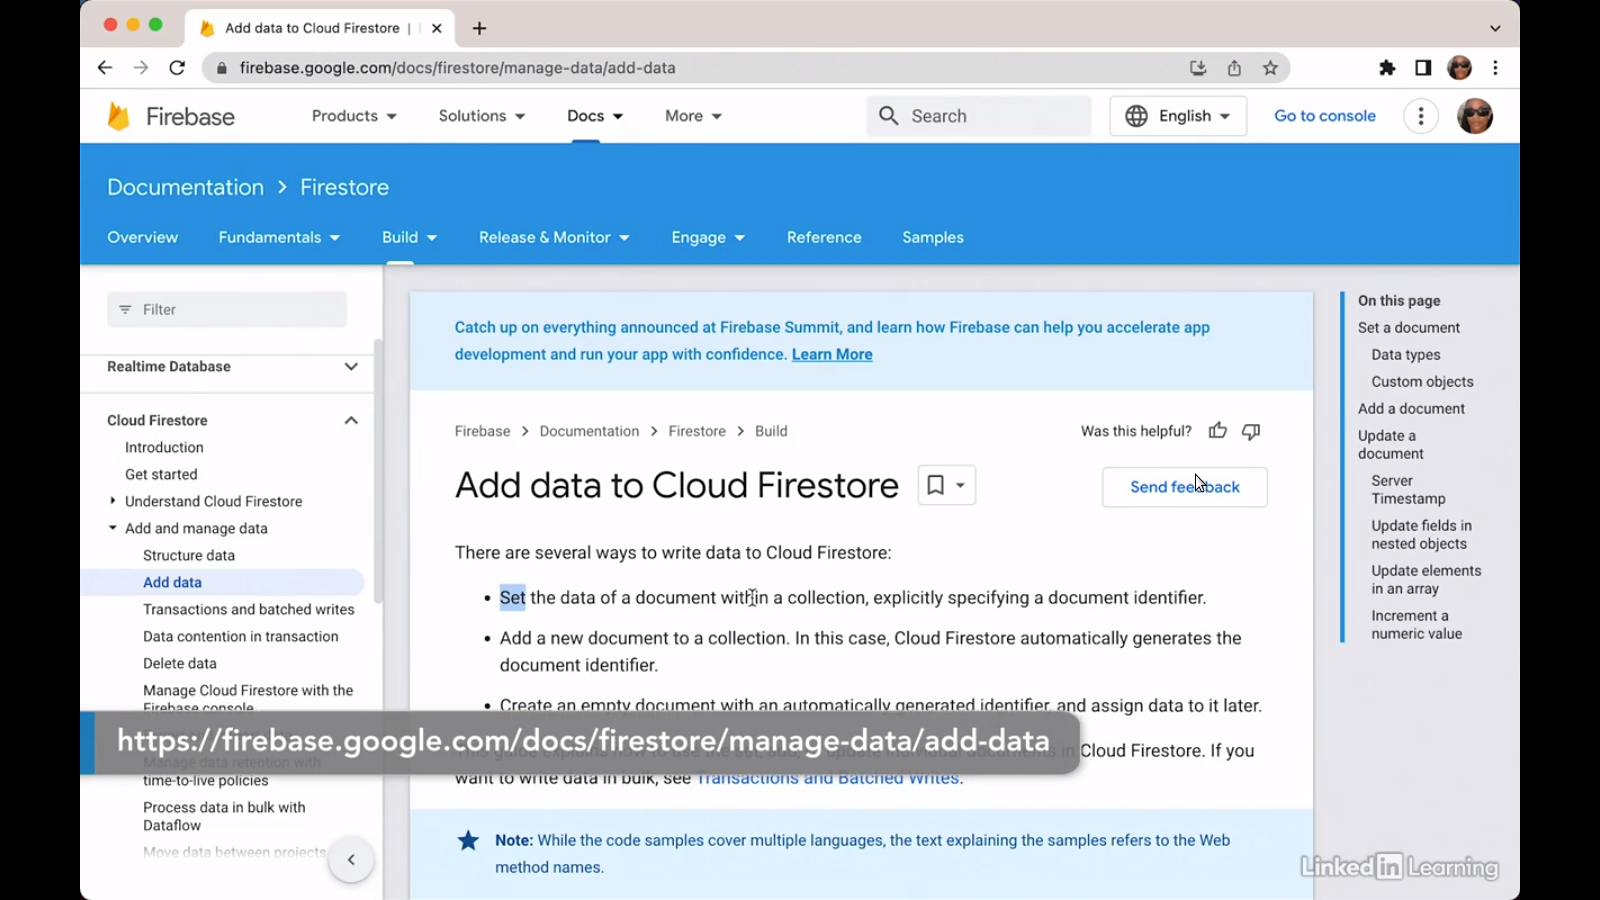 Add data to Cloud Firestore |
firebase.google.com/docs/firestore/manage-data/add-data
Firebase
Products
Solutions
Docs
More
Search
English
Go to console
Documentation > Firestore
Overview
Fundamentals
Build
Release & Monitor
Engage
Reference
Samples
Filter
Realtime Database
Cloud Firestore
Introduction
Get started
Understand Cloud Firestore
Add and manage data
Structure data
Add data
Transactions and batched writes
Data contention in transaction
Delete data
Manage Cloud Firestore with the
Firebase console
Manage data retention with
time-to-live policies
Process data in bulk with
Dataflow
Move data between projects
Catch up on everything announced at Firebase Summit, and learn how Firebase can help you accelerate app
development and run your app with confidence. Learn More
Firebase > Documentation > Firestore > Build
Was this helpful?
Add data to Cloud Firestore
Send feedback
There are several ways to write data to Cloud Firestore:
• Set the data of a document within a collection, explicitly specifying a document identifier.
• Add a new document to a collection. In this case, Cloud Firestore automatically generates the
document identifier.
• Create an empty document with an automatically generated identifier, and assign data to it later.
https://firebase.google.com/docs/firestore/manage-data/add-data
Cloud Firestore. If you
want to write data in bulk, see Transactions and Batched Writes.
Note: While the code samples cover multiple languages, the text explaining the samples refers to the Web
method names.
On this page
Set a document
Data types
Custom objects
Add a document
Update a
document
Server
Timestamp
Update fields in
nested objects
Update elements
in an array
Increment a
numeric value
LinkedIn Learning